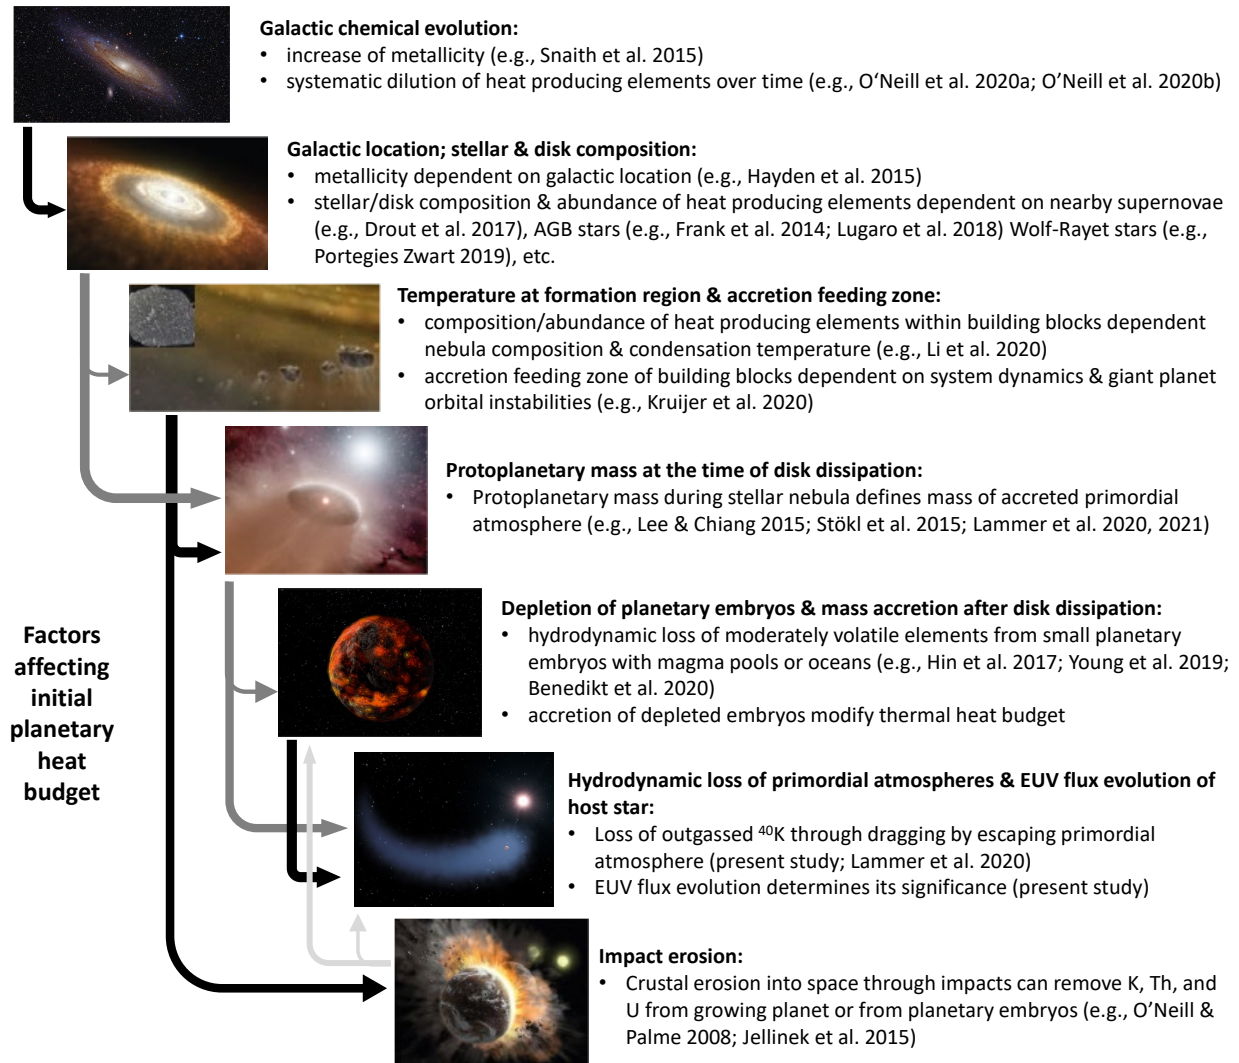 Galactic chemical evolution:
• increase of metallicity (e.g., Snaith et al. 2015)
• systematic dilution of heat producing elements over time (e.g., O‘Neill et al. 2020a; O’Neill et al. 2020b)
Galactic location; stellar & disk composition:
• metallicity dependent on galactic location (e.g., Hayden et al. 2015)
• stellar/disk composition & abundance of heat producing elements dependent on nearby supernovae
(e.g., Drout et al. 2017), AGB stars (e.g., Frank et al. 2014; Lugaro et al. 2018) Wolf-Rayet stars (e.g.,
Portegies Zwart 2019), etc.
Temperature at formation region & accretion feeding zone:
• composition/abundance of heat producing elements within building blocks dependent
nebula composition & condensation temperature (e.g., Li et al. 2020)
• accretion feeding zone of building blocks dependent on system dynamics & giant planet
orbital instabilities (e.g., Kruijer et al. 2020)
Protoplanetary mass at the time of disk dissipation:
• Protoplanetary mass during stellar nebula defines mass of accreted primordial
atmosphere (e.g., Lee & Chiang 2015; Stökl et al. 2015; Lammer et al. 2020, 2021)
Depletion of planetary embryos & mass accretion after disk dissipation:
• hydrodynamic loss of moderately volatile elements from small planetary
embryos with magma pools or oceans (e.g., Hin et al. 2017; Young et al. 2019;
Benedikt et al. 2020)
• accretion of depleted embryos modify thermal heat budget
Factors
affecting
initial
planetary
heat
budget
Hydrodynamic loss of primordial atmospheres & EUV flux evolution of
host star:
• Loss of outgassed ⁴⁰K through dragging by escaping primordial
atmosphere (present study; Lammer et al. 2020)
• EUV flux evolution determines its significance (present study)
Impact erosion:
• Crustal erosion into space through impacts can remove K, Th, and
U from growing planet or from planetary embryos (e.g., O’Neill &
Palme 2008; Jellinek et al. 2015)